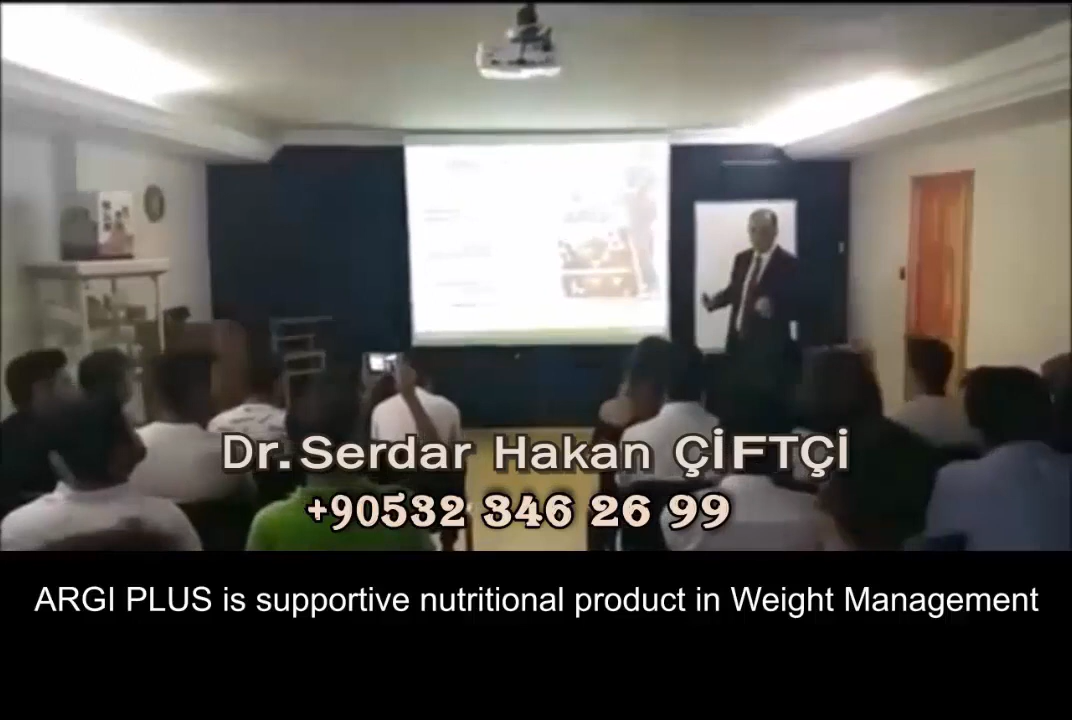 Dr. Serdar Hakan ÇİFTÇİ
+90532 346 26 99
ARGI PLUS is supportive nutritional product in Weight Management